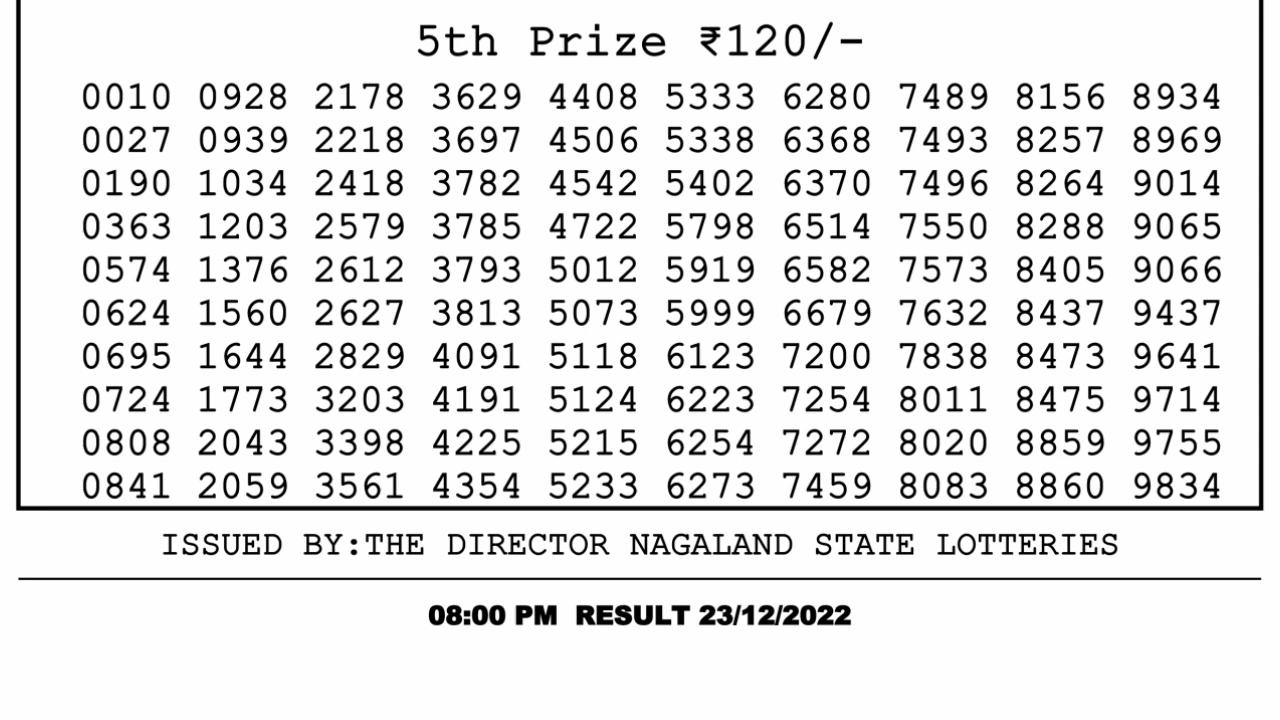 5th Prize ₹120/-
0010 0928 2178 3629 4408 5333 6280 7489 8156 8934
0027 0939 2218 3697 4506 5338 6368 7493 8257 8969
0190 1034 2418 3782 4542 5402 6370 7496 8264 9014
0363 1203 2579 3785 4722 5798 6514 7550 8288 9065
0574 1376 2612 3793 5012 5919 6582 7573 8405 9066
0624 1560 2627 3813 5073 5999 6679 7632 8437 9437
0695 1644 2829 4091 5118 6123 7200 7838 8473 9641
0724 1773 3203 4191 5124 6223 7254 8011 8475 9714
0808 2043 3398 4225 5215 6254 7272 8020 8859 9755
0841 2059 3561 4354 5233 6273 7459 8083 8860 9834
ISSUED BY:THE DIRECTOR NAGALAND STATE LOTTERIES
08:00 PM RESULT 23/12/2022